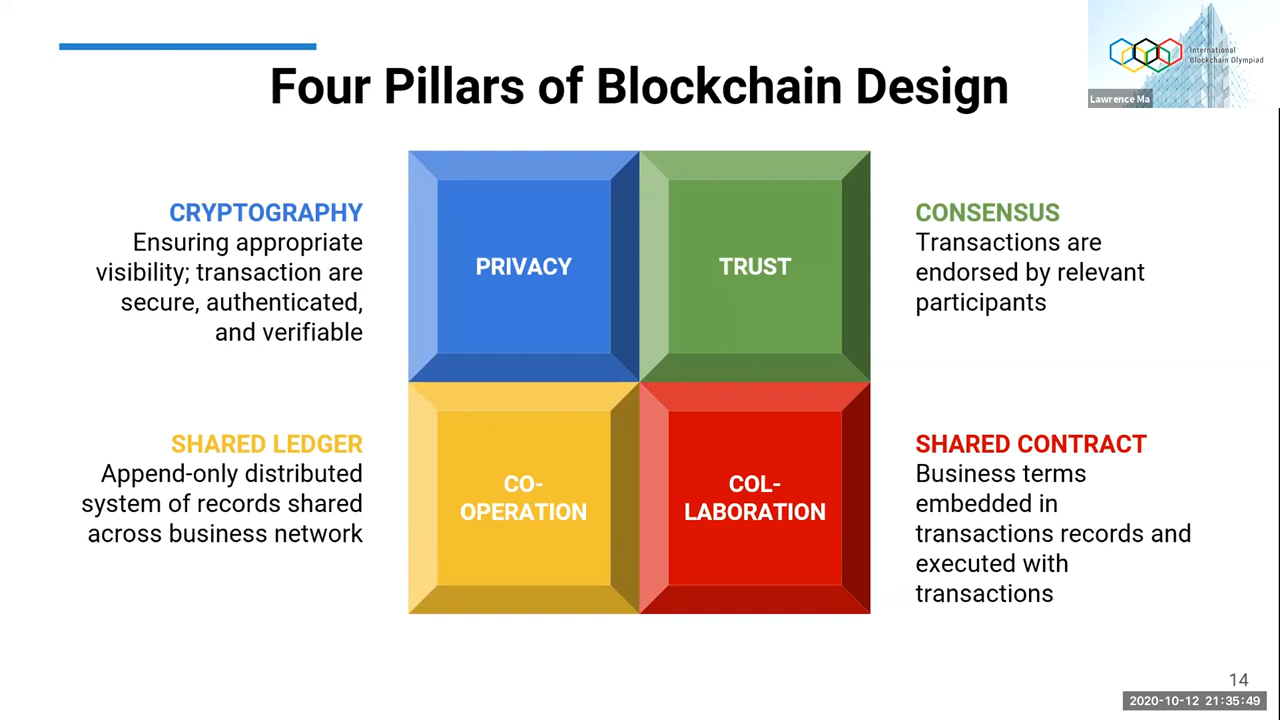 International
Blockchain Olympiad
Lawrence Ma
Four Pillars of Blockchain Design
CRYPTOGRAPHY
Ensuring appropriate
visibility; transaction are
secure, authenticated,
and verifiable
PRIVACY
TRUST
CONSENSUS
Transactions are
endorsed by relevant
participants
SHARED LEDGER
Append-only distributed
system of records shared
across business network
CO-
OPERATION
COL-
LABORATION
SHARED CONTRACT
Business terms
embedded in
transactions records and
executed with
transactions
14
2020-10-12 21:35:49